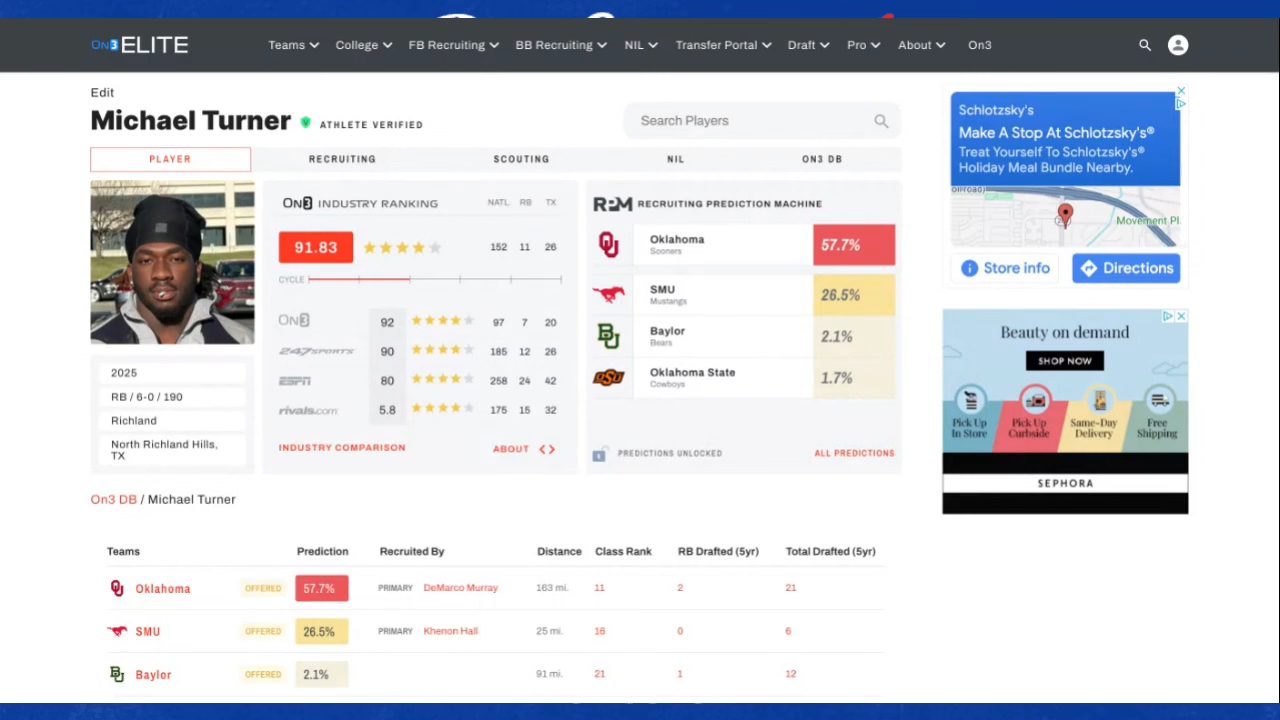 On3 ELITE
Teams College FB Recruiting BB Recruiting NIL Transfer Portal Draft Pro About On3
Edit
Michael Turner ATHLETE VERIFIED
Search Players
PLAYER RECRUITING SCOUTING NIL ON3 DB
2025
RB / 6-0 / 190
Richland
North Richland Hills,
TX
On3 INDUSTRY RANKING NATL RB TX
91.83 152 11 26
CYCLE
On3 92 97 7 20
247SPORTS 90 185 12 26
ESPN 80 258 24 42
rivals.com 5.8 175 15 32
INDUSTRY COMPARISON ABOUT
RPM RECRUITING PREDICTION MACHINE
Oklahoma 57.7%
Sooners
SMU 26.5%
Mustangs
Baylor 2.1%
Bears
OSU Oklahoma State 1.7%
Cowboys
PREDICTIONS UNLOCKED ALL PREDICTIONS
Schlotzsky's
Make A Stop At Schlotzsky's®
Treat Yourself To Schlotzsky's®
Holiday Meal Bundle Nearby.
Movement Pl
Store info Directions
Beauty on demand
SHOP NOW
Pick Up Pick Up Same-Day Free
In Store Curbside Delivery Shipping
SEPHORA
On3 DB / Michael Turner
Teams Prediction Recruited By Distance Class Rank RB Drafted (5yr) Total Drafted (5yr)
Oklahoma OFFERED 57.7% PRIMARY DeMarco Murray 163 mi. 11 2 21
SMU OFFERED 26.5% PRIMARY Khenon Hall 25 mi. 16 0 6
Baylor OFFERED 2.1% 91 mi. 21 1 12